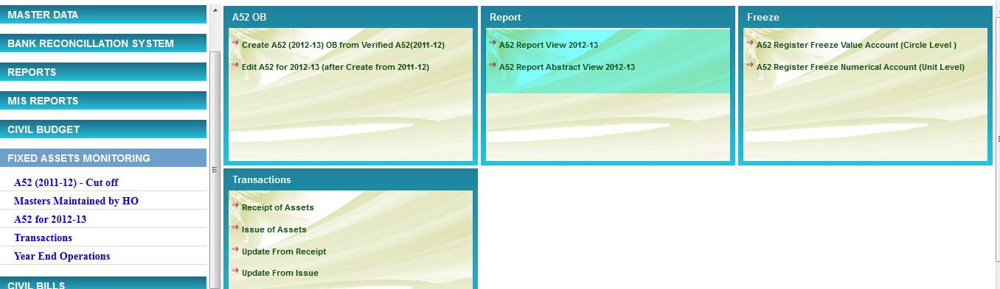 MASTER DATA
BANK RECONCILLATION SYSTEM
REPORTS
MIS REPORTS
CIVIL BUDGET
FIXED ASSETS MONITORING
A52 (2011-12) - Cut off
Masters Maintained by HO
A52 for 2012-13
Transactions
Year End Operations
CIVIL BILLS
A52 OB
Create A52 (2012-13) OB from Verified A52(2011-12)
Edit A52 for 2012-13 (after Create from 2011-12)
Report
A52 Report View 2012-13
A52 Report Abstract View 2012-13
Freeze
A52 Register Freeze Value Account (Circle Level )
A52 Register Freeze Numerical Account (Unit Level)
Transactions
Receipt of Assets
Issue of Assets
Update From Receipt
Update From Issue